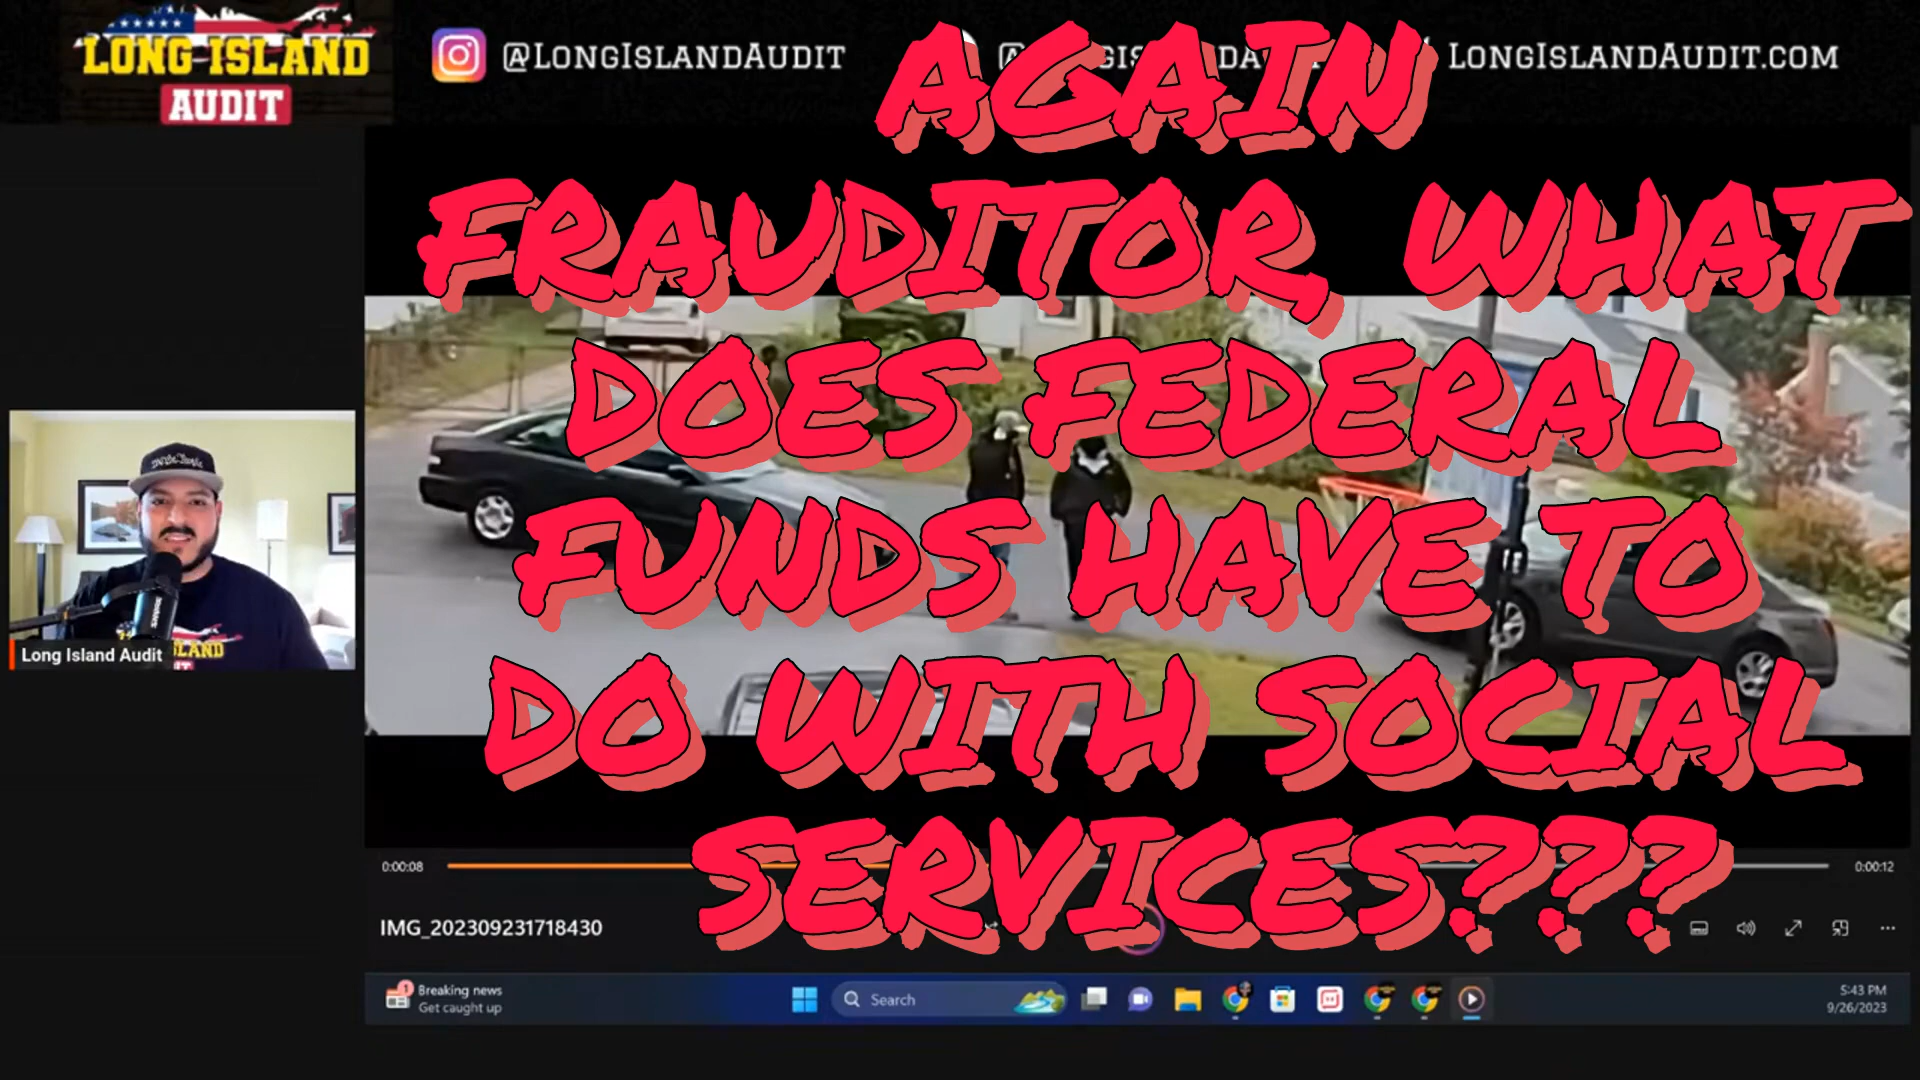 LONG ISLAND
AUDIT
@LONGISLANDAUDIT
LONGISLANDAUDIT.COM
AGAIN
FRAUDITOR, WHAT
DOES FEDERAL
FUNDS HAVE TO
DO WITH SOCIAL
SERVICES???
Long Island Audit
0:00:08
0:00:12
IMG_202309231718430
Breaking news
Get caught up
Search
5:43 PM
9/26/2023